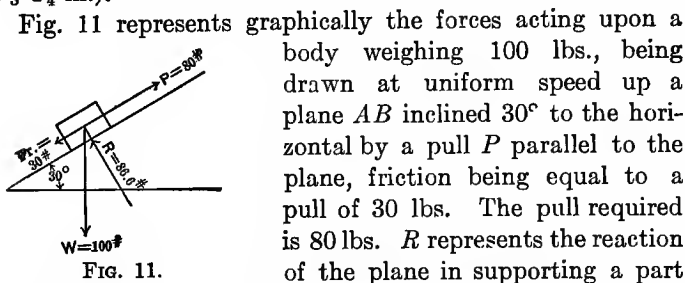 Fig. 11 represents graphically the forces acting upon a
body weighing 100 lbs., being
drawn at uniform speed up a
plane AB inclined 30° to the hori-
zontal by a pull P parallel to the
plane, friction being equal to a
pull of 30 lbs. The pull required
is 80 lbs. R represents the reaction
of the plane in supporting a part
P=80#
Fr.=
30#
30°
R=86.6#
W=100#
FIG. 11.